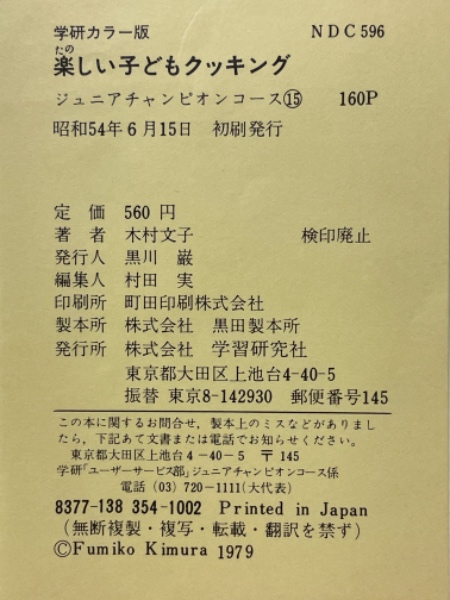 学研カラー版 NDC596
たの
楽しい子どもクッキング
ジュニアチャンピオンコース⑮ 160P
昭和54年6月15日 初刷発行
定 価 560円
著 者 木村文子 検印廃止
発行人 黒川 巌
編集人 村田 実
印刷所 町田印刷株式会社
製本所 株式会社 黒田製本所
発行所 株式会社 学習研究社
東京都大田区上池台4-40-5
振替 東京8-142930 郵便番号145
この本に関するお問合せ，製本上のミスなどがありまし
たら，下記あて文書または電話でお知らせください。
東京都大田区上池台4-40-5 〒145
学研「ユーザーサービス部」ジュニアチャンピオンコース係
電話（03）720-1111（大代表）
8377-138 354-1002 Printed in Japan
（無断複製・複写・転載・翻訳を禁ず）
©Fumiko Kimura 1979